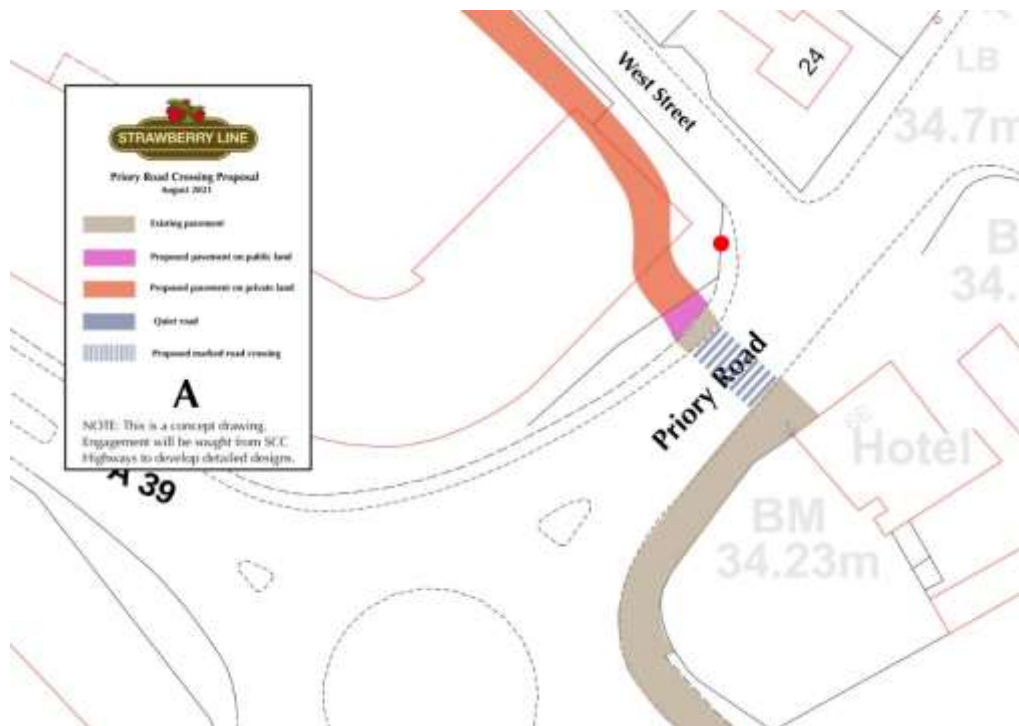 STRAWBERRY LINE
Priory Road Crossing Proposal
August 2021
Existing pavement
Proposed pavement on public land
Proposed pavement on private land
Quiet road
Proposed marked road crossing
A
NOTE: This is a concept drawing.
Engagement will be sought from SCC
Highways to develop detailed designs.
A 39
West Street
24
LB
34.7m
Priory Road
Hotel
BM
34.23m
B
34.